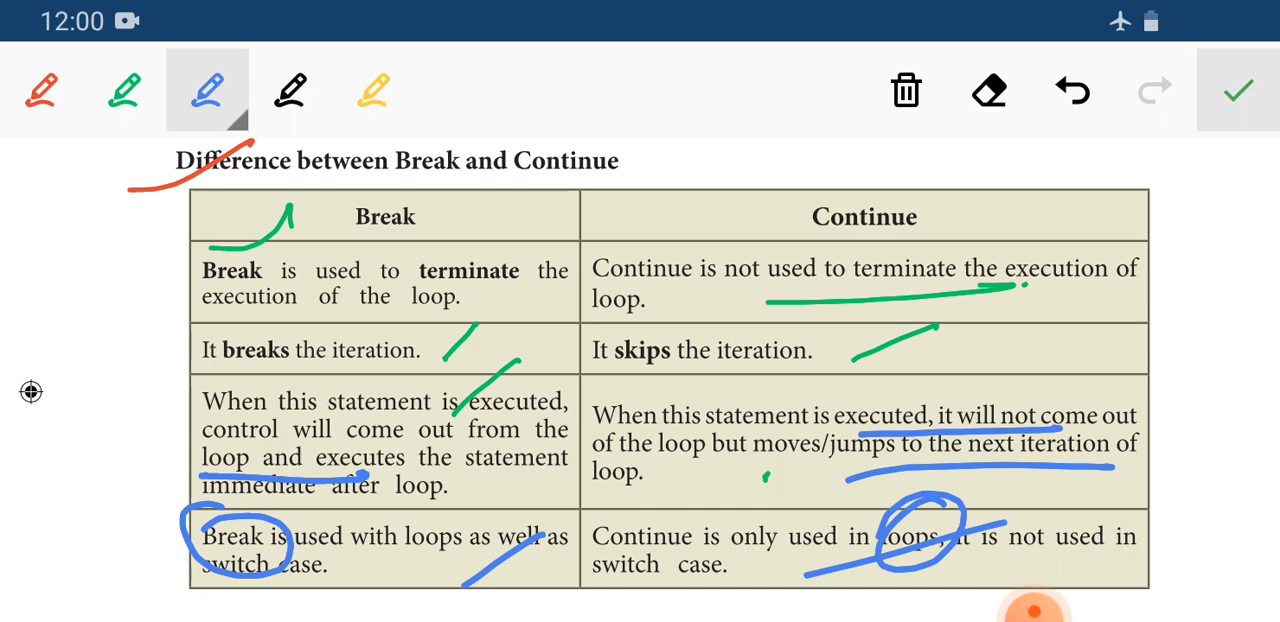 12:00
Difference between Break and Continue
Break
Continue
Break is used to terminate the
execution of the loop.
Continue is not used to terminate the execution of
loop.
It breaks the iteration.
It skips the iteration.
When this statement is executed,
control will come out from the
loop and executes the statement
immediate after loop.
When this statement is executed, it will not come out
of the loop but moves/jumps to the next iteration of
loop.
Break is used with loops as well as
switch case.
Continue is only used in loops, it is not used in
switch case.